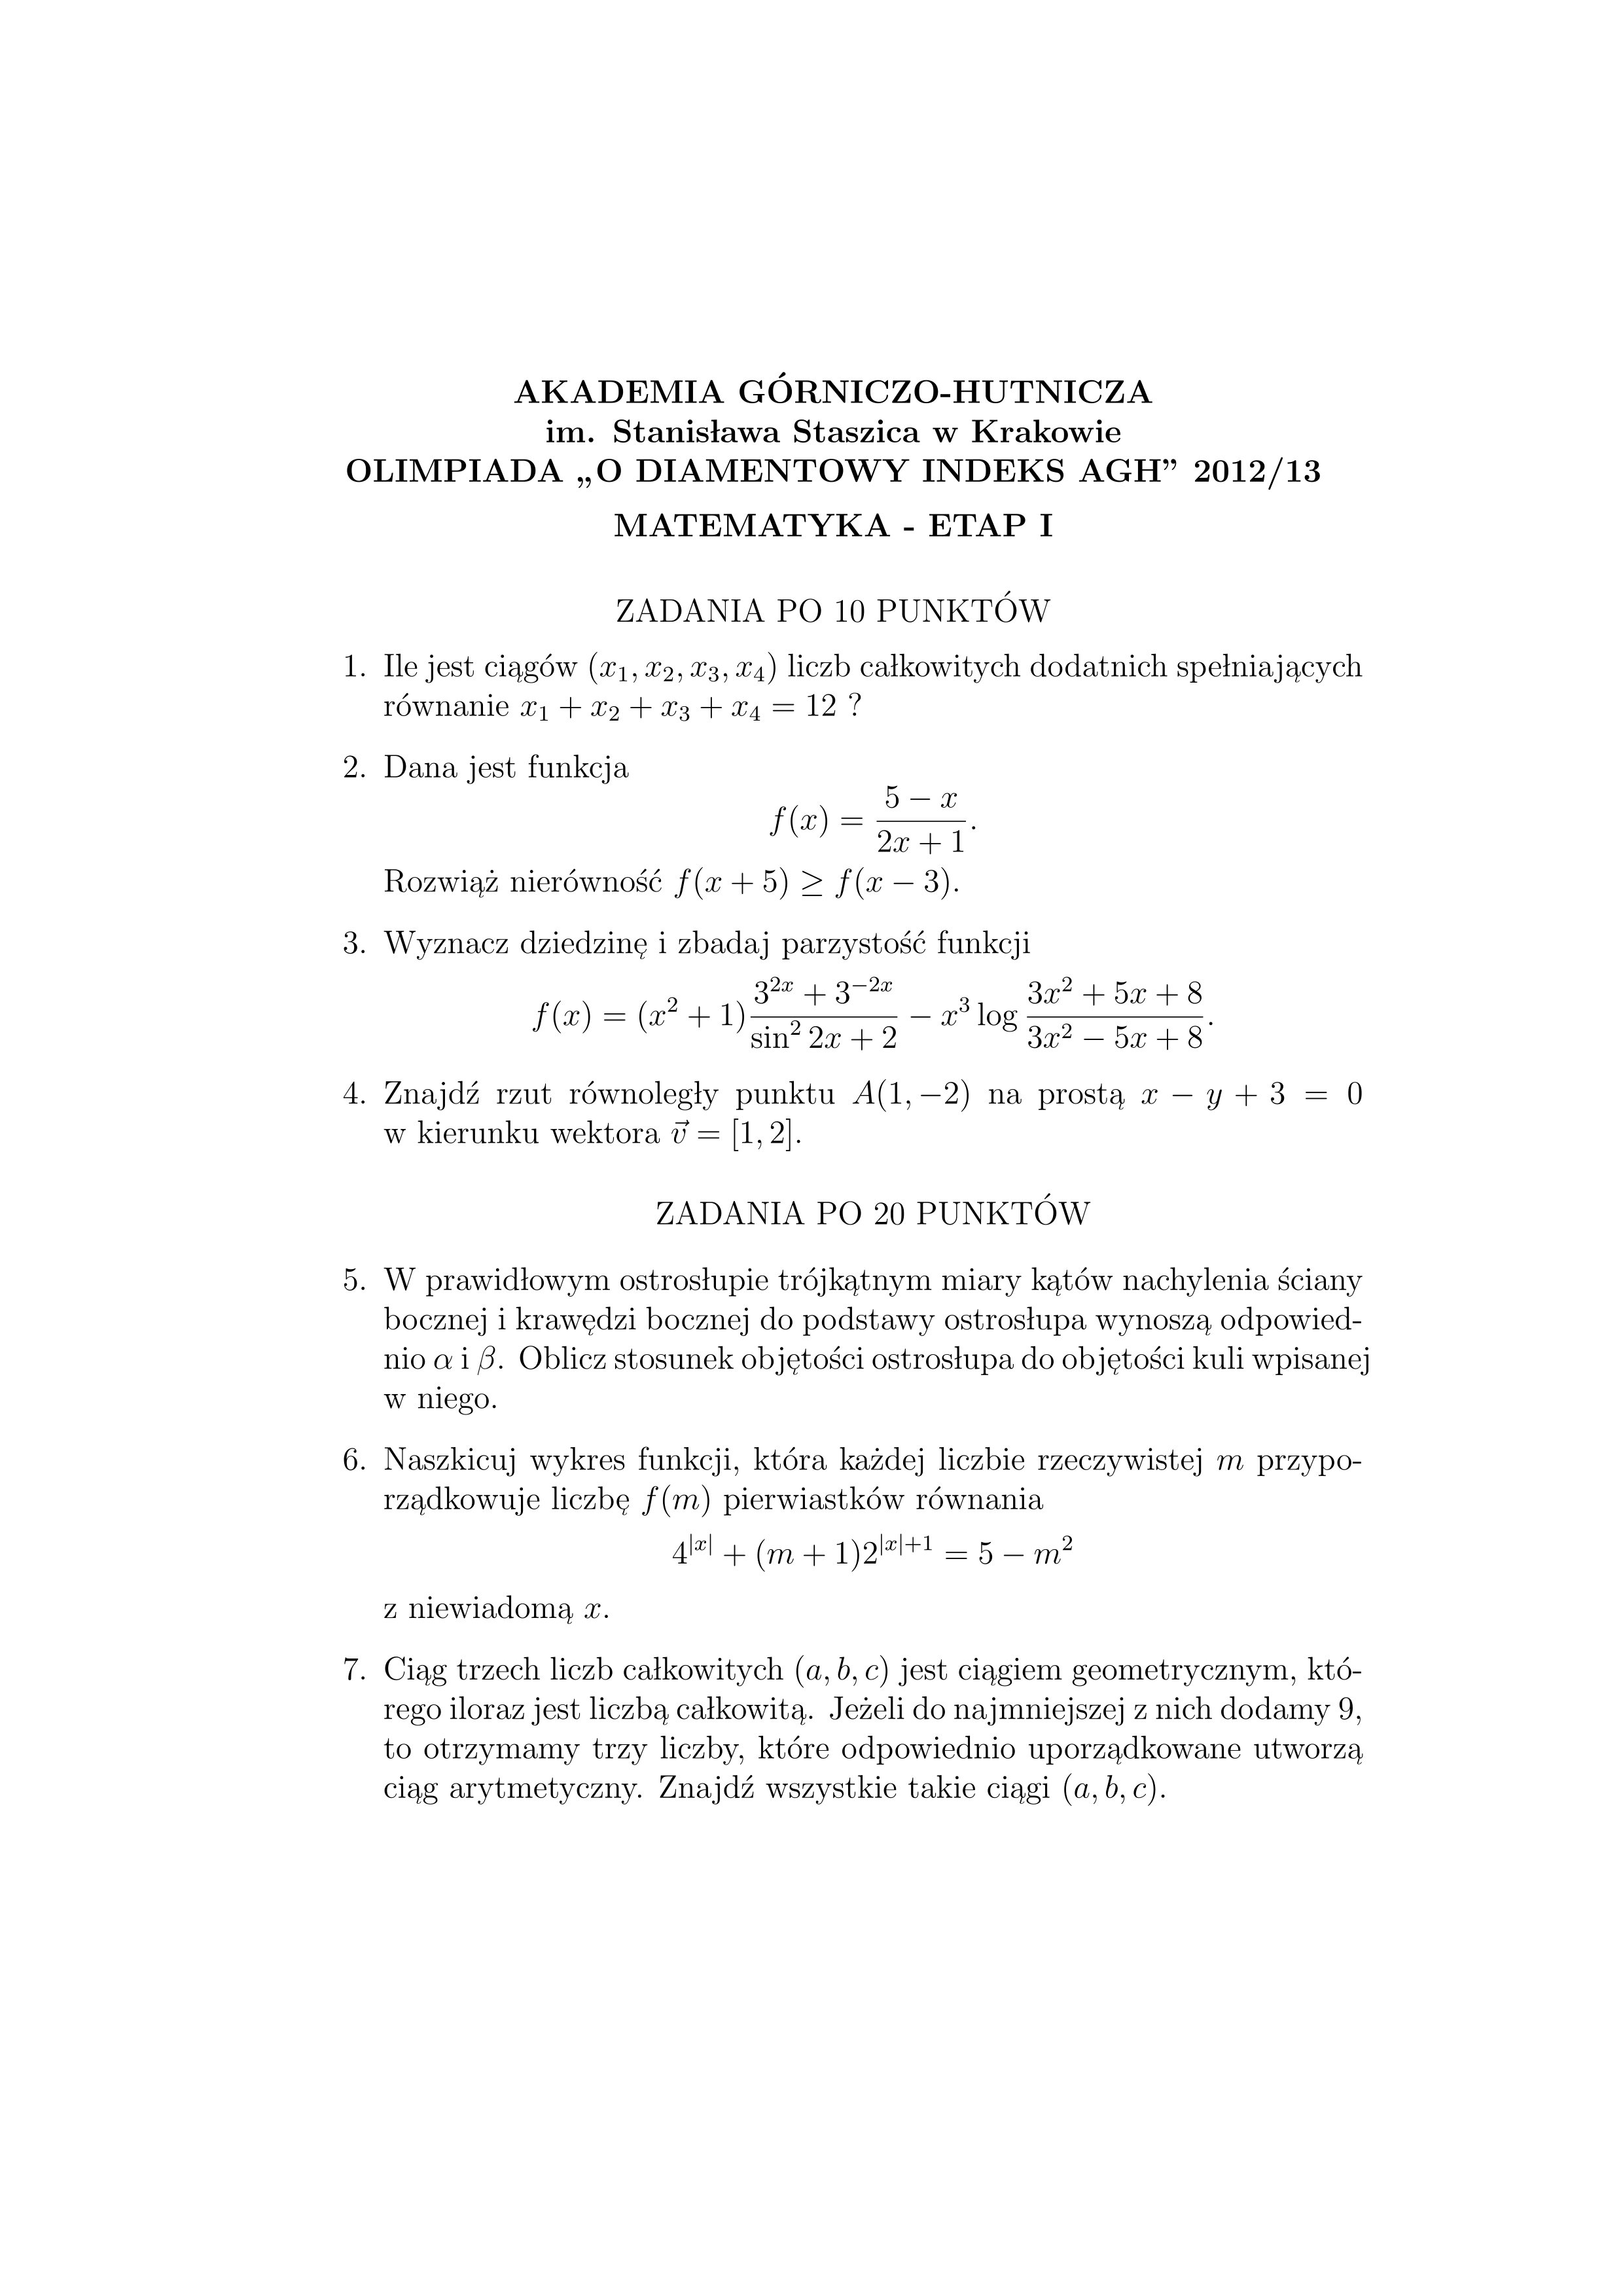 AKADEMIA GÓRNICZO-HUTNICZA
im. Stanisława Staszica w Krakowie
OLIMPIADA „O DIAMENTOWY INDEKS AGH” 2012/13
MATEMATYKA - ETAP I
ZADANIA PO 10 PUNKTÓW
1. Ile jest ciągów $(x_1, x_2, x_3, x_4)$ liczb całkowitych dodatnich spełniających
równanie $x_1 + x_2 + x_3 + x_4 = 12$ ?
2. Dana jest funkcja
$f(x) = \frac{5 - x}{2x + 1}.$
Rozwiąż nierówność $f(x + 5) \geq f(x - 3)$.
3. Wyznacz dziedzinę i zbadaj parzystość funkcji
$f(x) = (x^2 + 1)\frac{3^{2x} + 3^{-2x}}{\sin^2 2x + 2} - x^3 \log \frac{3x^2 + 5x + 8}{3x^2 - 5x + 8}.$
4. Znajdź rzut równoległy punktu $A(1, -2)$ na prostą $x - y + 3 = 0$
w kierunku wektora $\vec{v} = [1, 2]$.
ZADANIA PO 20 PUNKTÓW
5. W prawidłowym ostrosłupie trójkątnym miary kątów nachylenia ściany
bocznej i krawędzi bocznej do podstawy ostrosłupa wynoszą odpowied-
nio $\alpha$ i $\beta$. Oblicz stosunek objętości ostrosłupa do objętości kuli wpisanej
w niego.
6. Naszkicuj wykres funkcji, która każdej liczbie rzeczywistej $m$ przypo-
rządkowuje liczbę $f(m)$ pierwiastków równania
$4^{|x|} + (m + 1)2^{|x|+1} = 5 - m^2$
z niewiadomą $x$.
7. Ciąg trzech liczb całkowitych $(a, b, c)$ jest ciągiem geometrycznym, któ-
rego iloraz jest liczbą całkowitą. Jeżeli do najmniejszej z nich dodamy 9,
to otrzymamy trzy liczby, które odpowiednio uporządkowane utworzą
ciąg arytmetyczny. Znajdź wszystkie takie ciągi $(a, b, c)$.